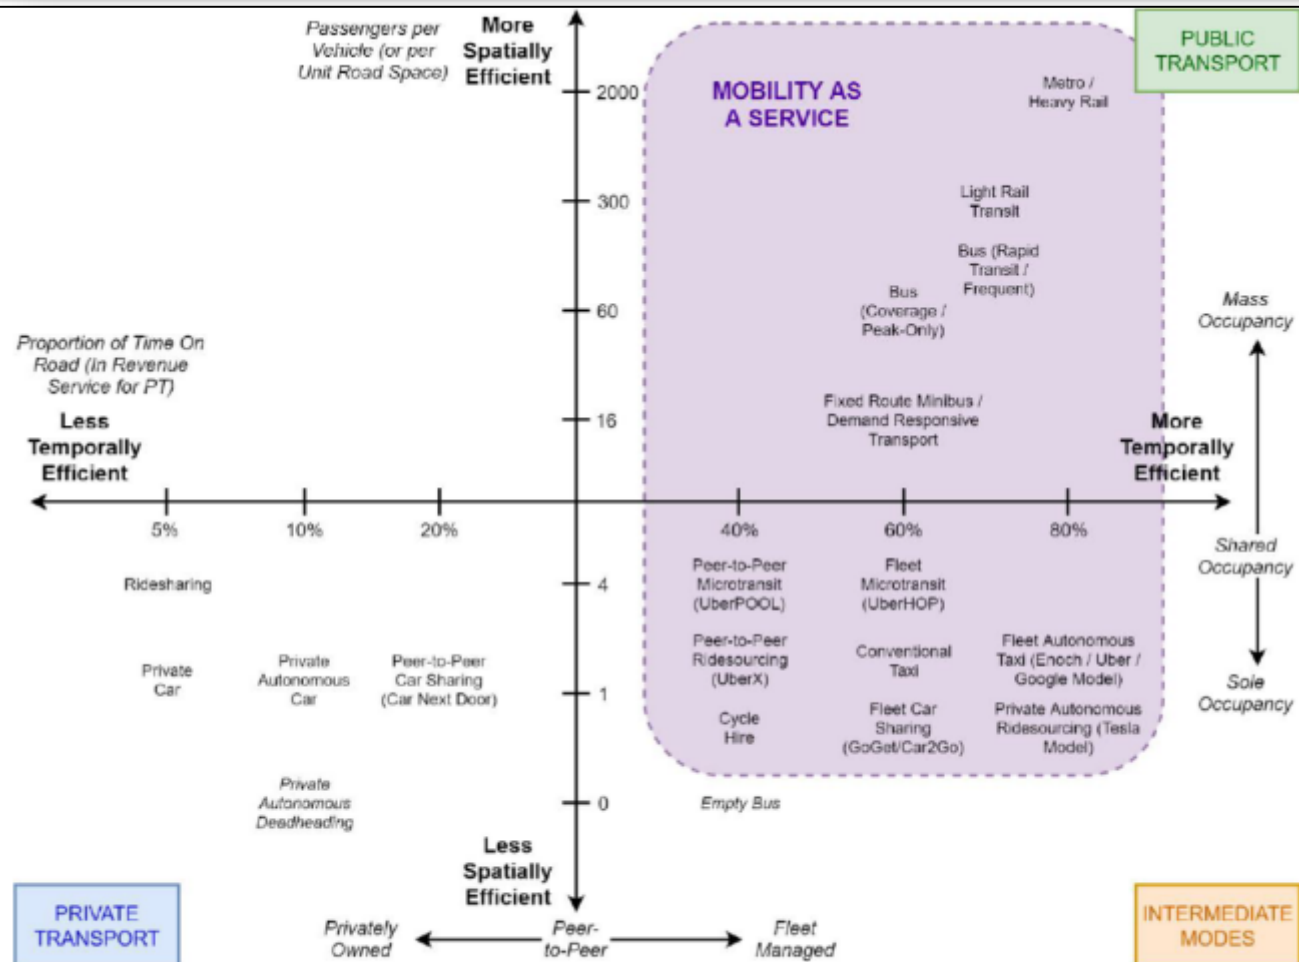 Passengers per
Vehicle (or per
Unit Road Space)
More
Spatially
Efficient
PUBLIC
TRANSPORT
MOBILITY AS
A SERVICE
2000
Metro /
Heavy Rail
300
Light Rail
Transit
Bus (Rapid
Transit /
Frequent)
60
Bus
(Coverage /
Peak-Only)
Mass
Occupancy
Proportion of Time On
Road (In Revenue
Service for PT)
Less
Temporally
Efficient
16
Fixed Route Minibus /
Demand Responsive
Transport
More
Temporally
Efficient
5%
10%
20%
40%
60%
80%
Shared
Occupancy
Ridesharing
4
Peer-to-Peer
Microtransit
(UberPOOL)
Fleet
Microtransit
(UberHOP)
Private
Car
Private
Autonomous
Car
Peer-to-Peer
Car Sharing
(Car Next Door)
1
Peer-to-Peer
Ridesourcing
(UberX)
Conventional
Taxi
Fleet Autonomous
Taxi (Enoch / Uber /
Google Model)
Sole
Occupancy
Cycle
Hire
Fleet Car
Sharing
(GoGet/Car2Go)
Private Autonomous
Ridesourcing (Tesla
Model)
Private
Autonomous
Deadheading
0
Empty Bus
Less
Spatially
Efficient
PRIVATE
TRANSPORT
Privately
Owned
Peer-
to-Peer
Fleet
Managed
INTERMEDIATE
MODES